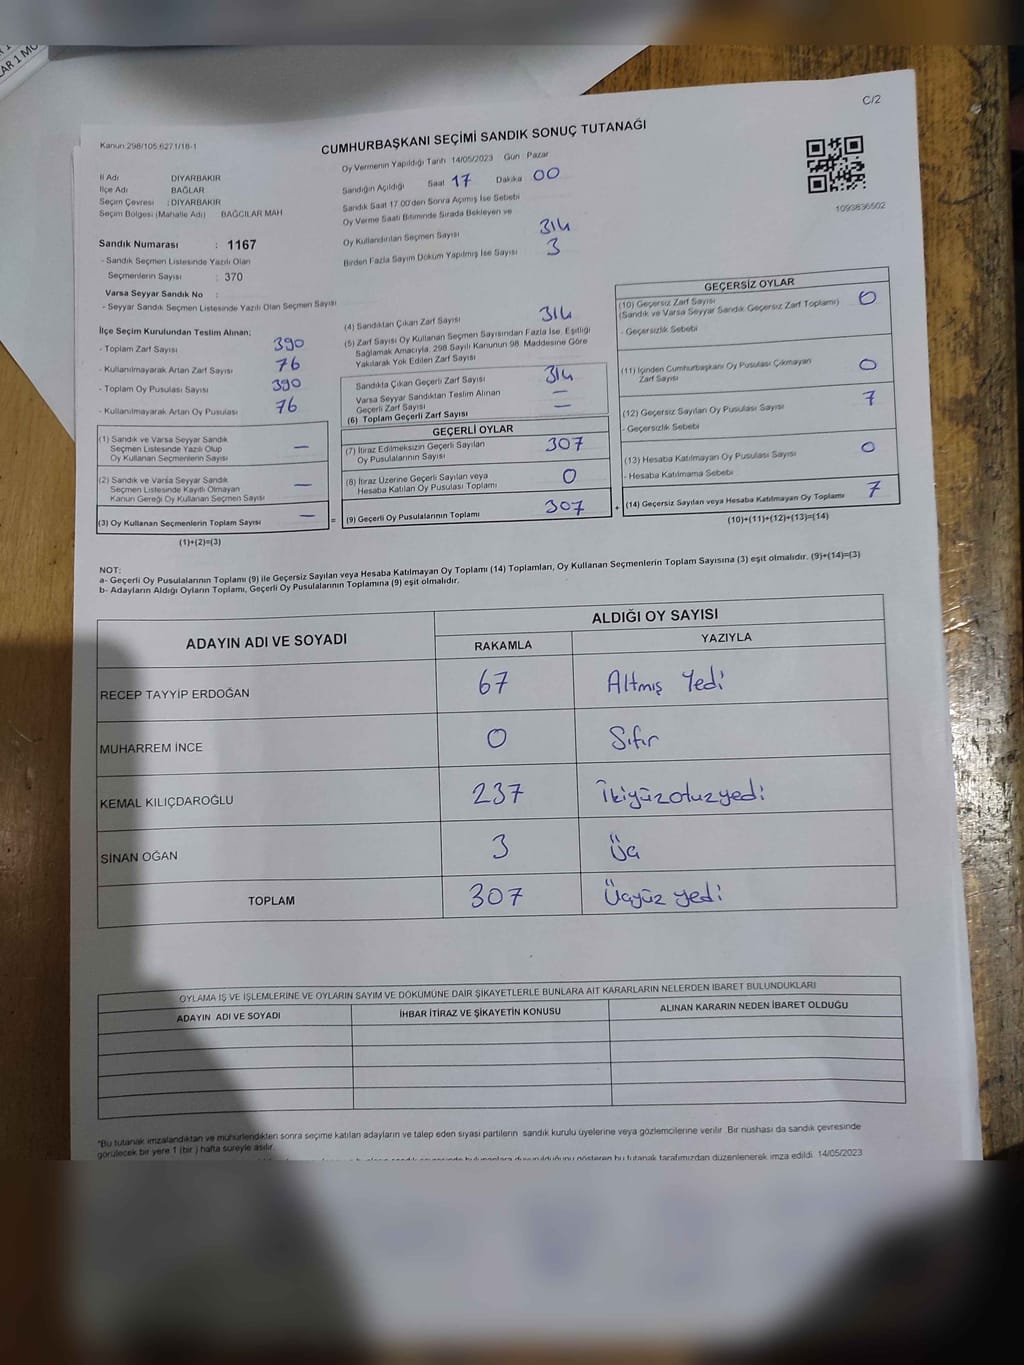 C/2
Kanun:298/105.6271/18-1
CUMHURBAŞKANI SEÇİMİ SANDIK SONUÇ TUTANAĞI
Oy Vermenin Yapıldığı Tarih 14/05/2023 Gün : Pazar
İl Adı DİYARBAKIR
İlçe Adı BAĞLAR
Seçim Çevresi : DİYARBAKIR
Seçim Bölgesi (Mahalle Adı) BAĞCILAR MAH
Sandığın Açıldığı Saat 17 Dakika 00
Sandık Saat 17.00'den Sonra Açımış İse Sebebi
Oy Verme Saati Bitiminde Sırada Bekleyen ve
Oy Kullandırılan Seçmen Sayısı 314
Birden Fazla Sayım Döküm Yapılmış İse Sayısı 3
1093836502
Sandık Numarası : 1167
- Sandık Seçmen Listesinde Yazılı Olan
Seçmenlerin Sayısı : 370
Varsa Seyyar Sandık No :
- Seyyar Sandık Seçmen Listesinde Yazılı Olan Seçmen Sayısı
İlçe Seçim Kurulundan Teslim Alınan:
- Toplam Zarf Sayısı 390
- Kullanılmayarak Artan Zarf Sayısı 76
- Toplam Oy Pusulası Sayısı 390
- Kullanılmayarak Artan Oy Pusulası 76
(4) Sandıktan Çıkan Zarf Sayısı 314
(5) Zarf Sayısı Oy Kullanan Seçmen Sayısından Fazla İse, Eşitliği
Sağlamak Amacıyla, 298 Sayılı Kanunun 98. Maddesine Göre
Yakılarak Yok Edilen Zarf Sayısı
Sandıkta Çıkan Geçerli Zarf Sayısı 314
Varsa Seyyar Sandıktan Teslim Alınan
Geçerli Zarf Sayısı —
(6) Toplam Geçerli Zarf Sayısı —
(1) Sandık ve Varsa Seyyar Sandık
Seçmen Listesinde Yazılı Olup
Oy Kullanan Seçmenlerin Sayısı —
(2) Sandık ve Varsa Seyyar Sandık
Seçmen Listesinde Kayıtlı Olmayan
Kanun Gereği Oy Kullanan Seçmen Sayısı —
(3) Oy Kullanan Seçmenlerin Toplam Sayısı — =
(1)+(2)=(3)
GEÇERLİ OYLAR
(7) İtiraz Edilmeksizin Geçerli Sayılan
Oy Pusulalarının Sayısı 307
(8) İtiraz Üzerine Geçerli Sayılan veya
Hesaba Katılan Oy Pusulası Toplamı 0
(9) Geçerli Oy Pusulalarının Toplamı 307 +
GEÇERSİZ OYLAR
(10) Geçersiz Zarf Sayısı 0
(Sandık ve Varsa Seyyar Sandık Geçersiz Zarf Toplamı)
- Geçersizlik Sebebi
(11) İçinden Cumhurbaşkanı Oy Pusulası Çıkmayan
Zarf Sayısı 0
(12) Geçersiz Sayılan Oy Pusulası Sayısı 7
- Geçersizlik Sebebi
(13) Hesaba Katılmayan Oy Pusulası Sayısı 0
- Hesaba Katılmama Sebebi
(14) Geçersiz Sayılan veya Hesaba Katılmayan Oy Toplamı 7
(10)+(11)+(12)+(13)=(14)
NOT:
a- Geçerli Oy Pusulalarının Toplamı (9) ile Geçersiz Sayılan veya Hesaba Katılmayan Oy Toplamı (14) Toplamları, Oy Kullanan Seçmenlerin Toplam Sayısına (3) eşit olmalıdır. (9)+(14)=(3)
b- Adayların Aldığı Oyların Toplamı, Geçerli Oy Pusulalarının Toplamına (9) eşit olmalıdır.
ADAYIN ADI VE SOYADI ALDIĞI OY SAYISI
RAKAMLA YAZIYLA
RECEP TAYYİP ERDOĞAN 67 Altmış Yedi
MUHARREM İNCE 0 Sıfır
KEMAL KILIÇDAROĞLU 237 İkiyüzotuzyedi
SİNAN OĞAN 3 Üç
TOPLAM 307 Üçyüz yedi
OYLAMA İŞ VE İŞLEMLERİNE VE OYLARIN SAYIM VE DÖKÜMÜNE DAİR ŞİKAYETLERLE BUNLARA AİT KARARLARIN NELERDEN İBARET BULUNDUKLARI
ADAYIN ADI VE SOYADI İHBAR İTİRAZ VE ŞİKAYETİN KONUSU ALINAN KARARIN NEDEN İBARET OLDUĞU
*Bu tutanak imzalandıktan ve mühürlendikten sonra seçime katılan adayların ve talep eden siyasi partilerin sandık kurulu üyelerine veya gözlemcilerine verilir. Bir nüshası da sandık çevresinde
görülecek bir yere 1 (bir ) hafta süreyle asılır.
bu tutanak tarafımızdan düzenlenerek imza edildi. 14/05/2023